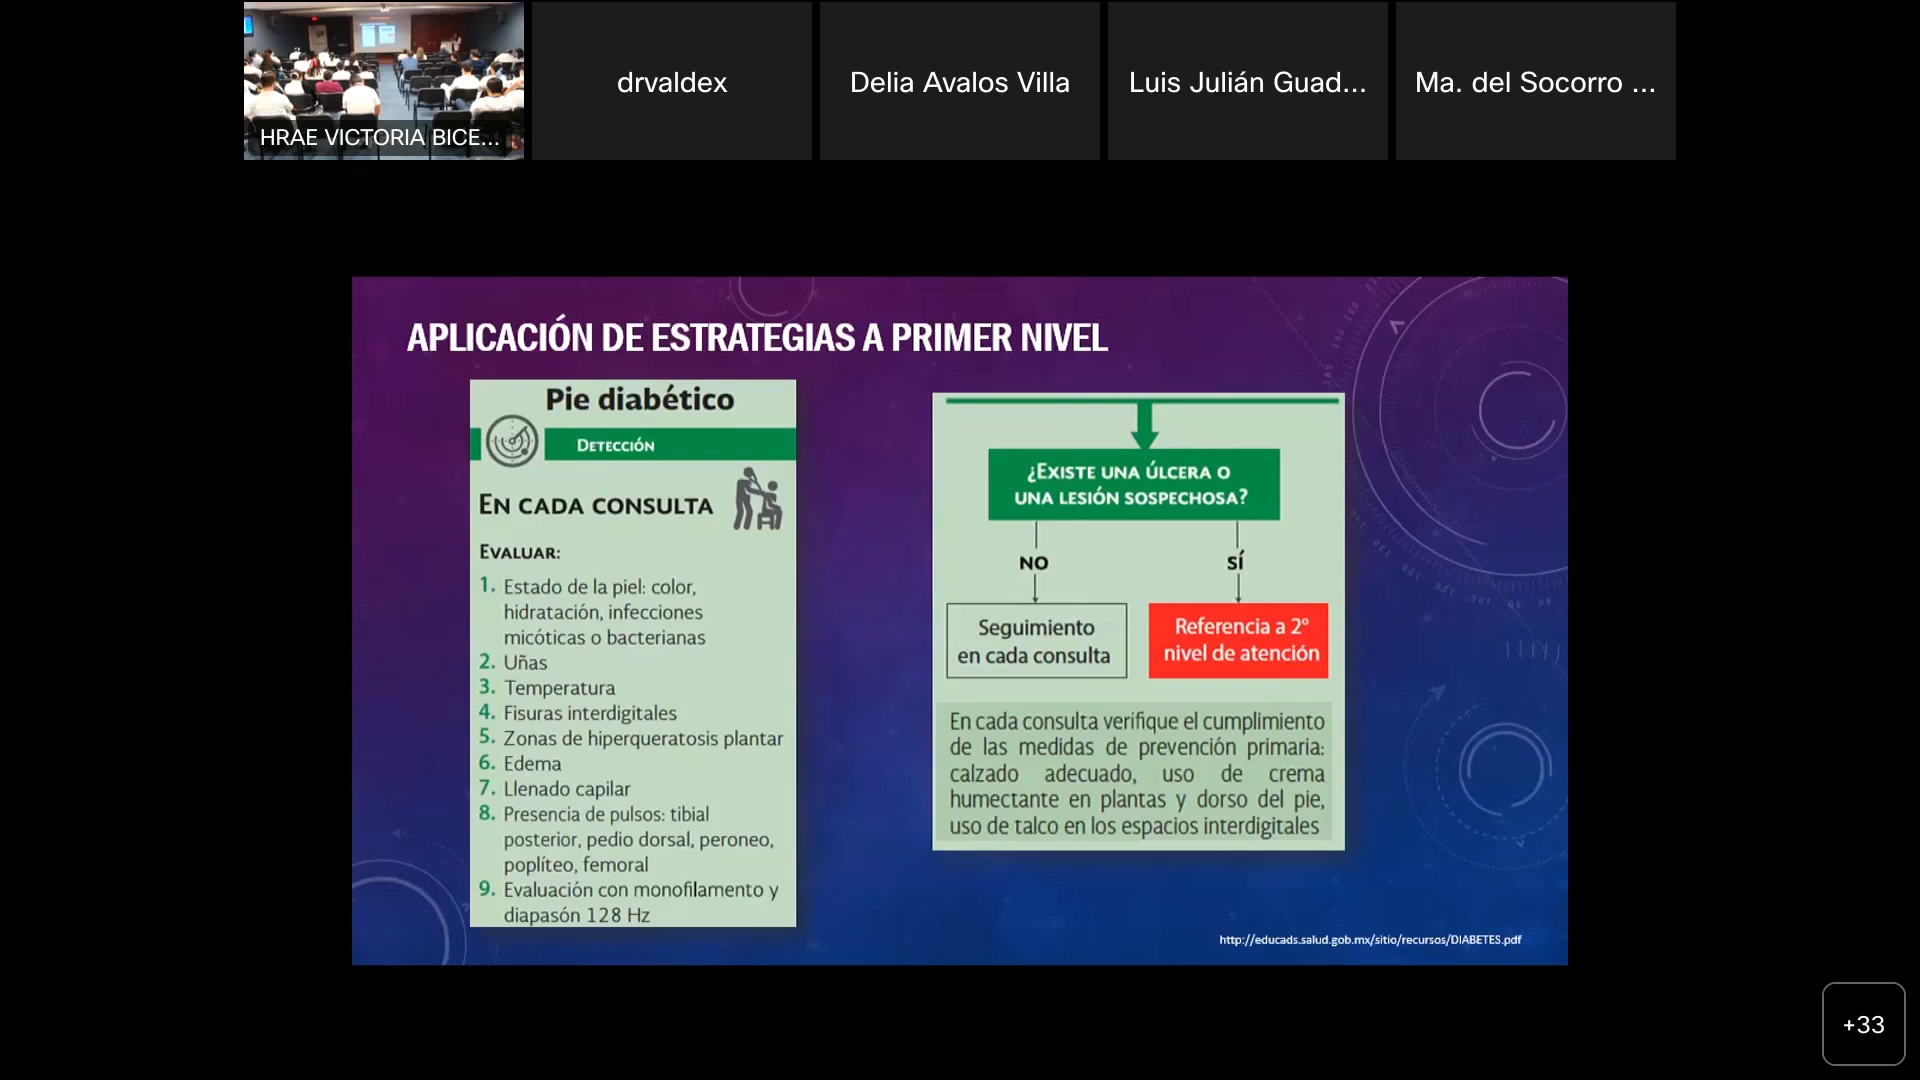 HRAE VICTORIA BICE...
drvaldex
Delia Avalos Villa
Luis Julián Guad...
Ma. del Socorro ...
APLICACIÓN DE ESTRATEGIAS A PRIMER NIVEL
Pie diabético
DETECCIÓN
EN CADA CONSULTA
EVALUAR:
1. Estado de la piel: color,
hidratación, infecciones
micóticas o bacterianas
2. Uñas
3. Temperatura
4. Fisuras interdigitales
5. Zonas de hiperqueratosis plantar
6. Edema
7. Llenado capilar
8. Presencia de pulsos: tibial
posterior, pedio dorsal, peroneo,
poplíteo, femoral
9. Evaluación con monofilamento y
diapasón 128 Hz
¿EXISTE UNA ÚLCERA O
UNA LESIÓN SOSPECHOSA?
NO
SÍ
Seguimiento
en cada consulta
Referencia a 2°
nivel de atención
En cada consulta verifique el cumplimiento
de las medidas de prevención primaria:
calzado adecuado, uso de crema
humectante en plantas y dorso del pie,
uso de talco en los espacios interdigitales
http://educads.salud.gob.mx/sitio/recursos/DIABETES.pdf
+33